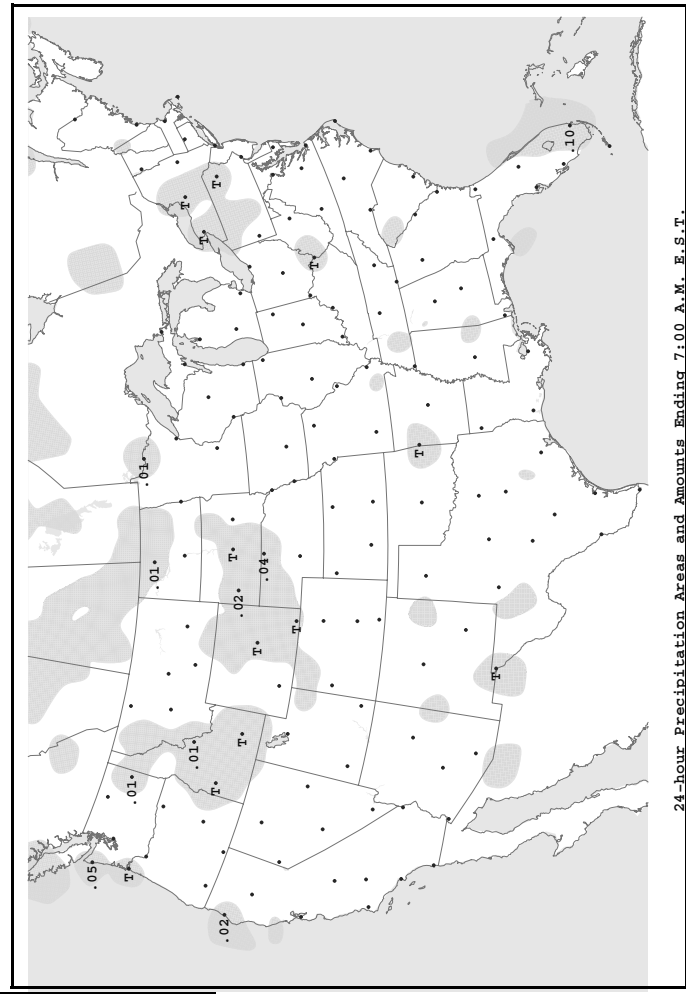 .05
T
.01
.01
.01
T
.01
T
T
T
.02
T
.02
T
T
.04
T
T
T
T
.10
24-hour Precipitation Areas and Amounts Ending 7:00 A.M. E.S.T.